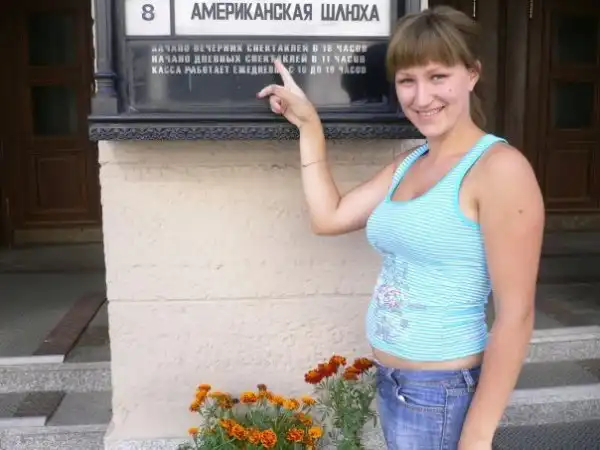 8 АМЕРИКАНСКАЯ ШЛЮХА
НАЧАЛО ВЕЧЕРНИХ СПЕКТАКЛЕЙ В 18 ЧАСОВ
НАЧАЛО ДНЕВНЫХ СПЕКТАКЛЕЙ В 11 ЧАСОВ
КАССА РАБОТАЕТ ЕЖЕДНЕВНО С 10 ДО 19 ЧАСОВ